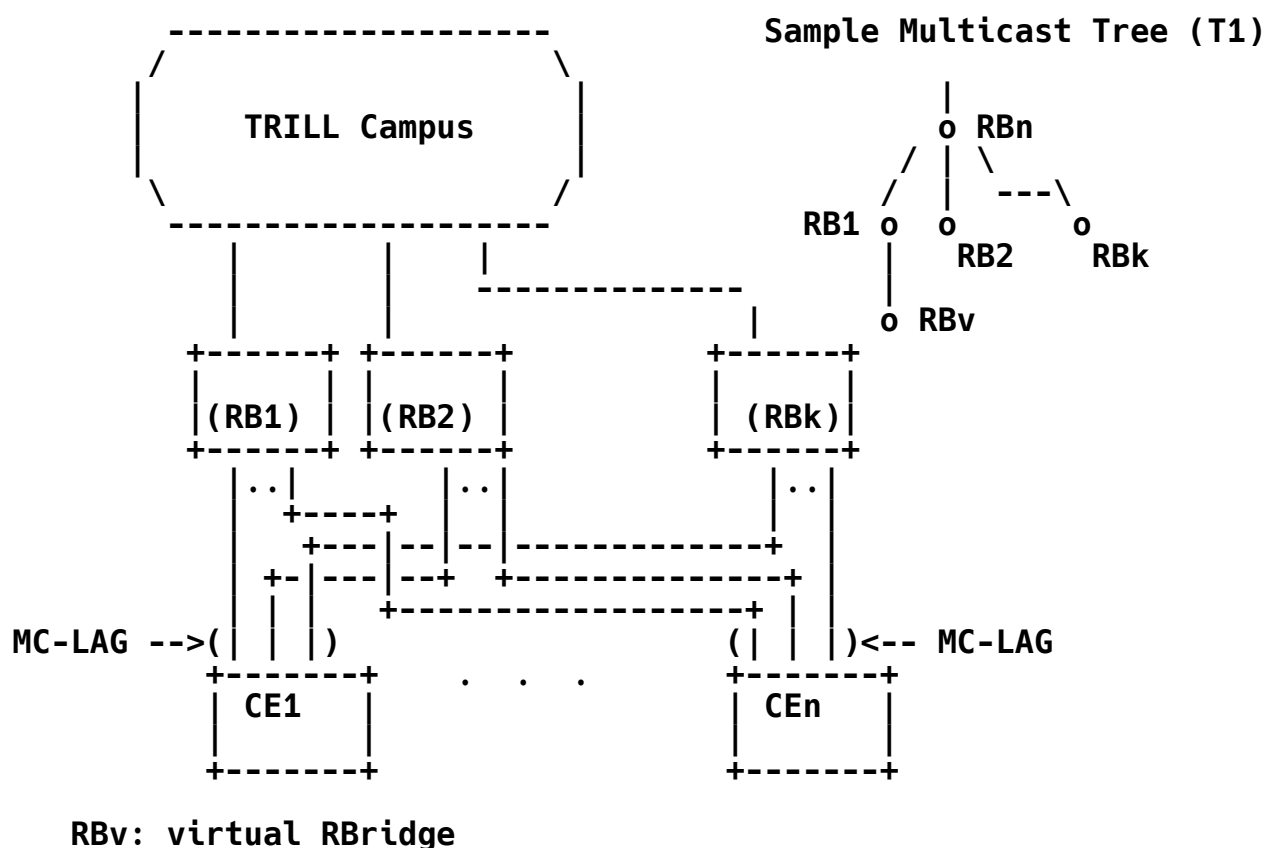 Sample Multicast Tree (T1)
TRILL Campus
o RBn
RB1 o o o
RB2 RBk
o RBv
(RB1) (RB2) (RBk)
MC-LAG -->( ) ( )<-- MC-LAG
. . .
CE1 CEn
RBv: virtual RBridge